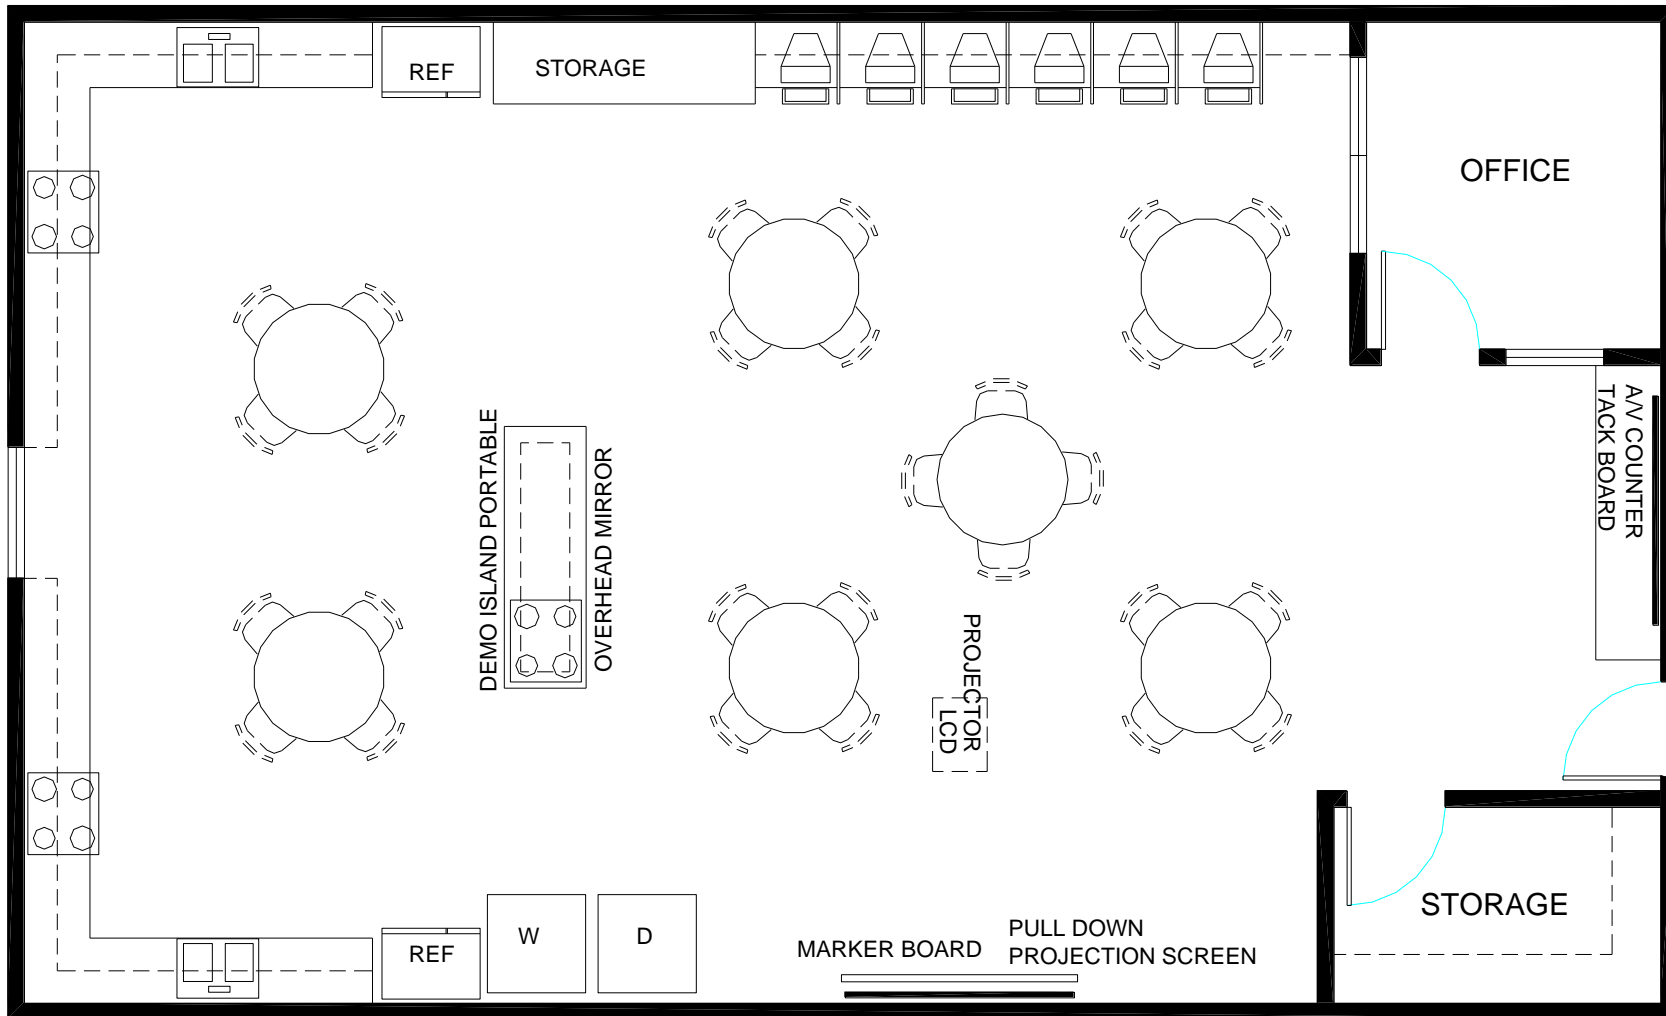 REF
STORAGE
OFFICE
A/V COUNTER
TACK BOARD
DEMO ISLAND PORTABLE
OVERHEAD MIRROR
PROJECTOR
LCD
STORAGE
REF
W
D
MARKER BOARD
PULL DOWN
PROJECTION SCREEN